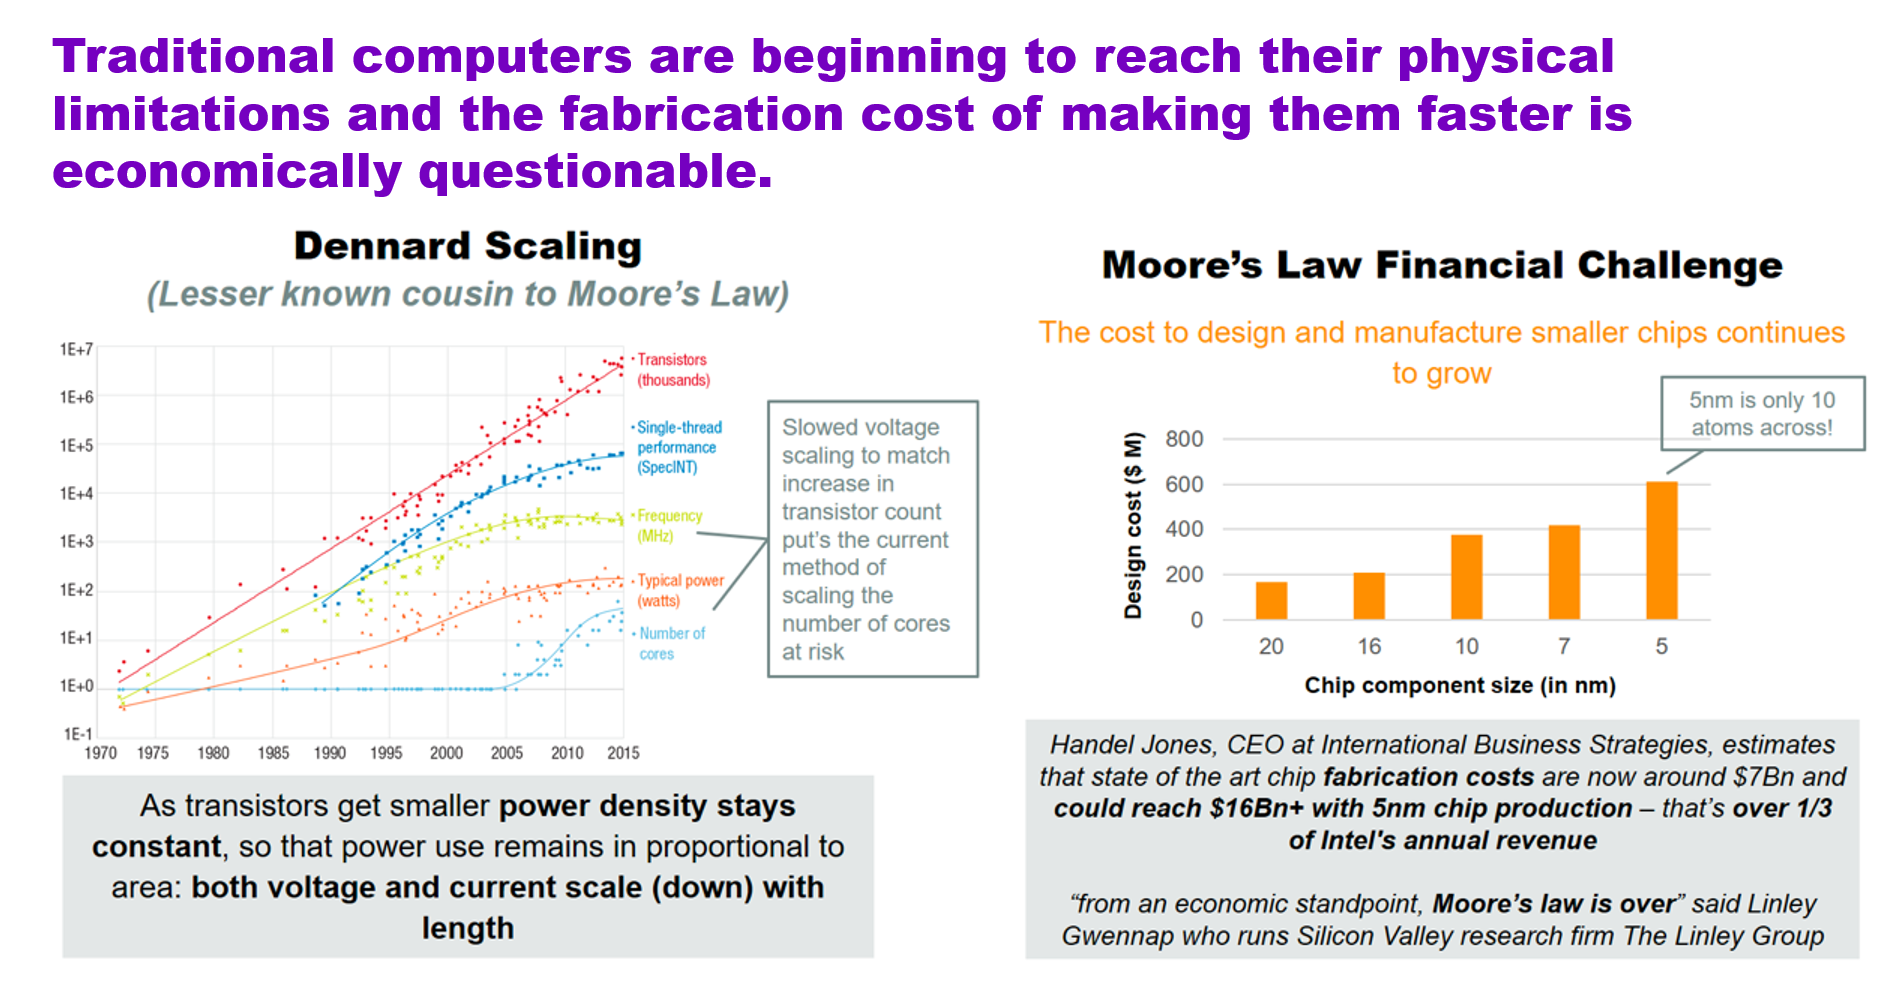 Traditional computers are beginning to reach their physical
limitations and the fabrication cost of making them faster is
economically questionable.
Dennard Scaling
(Lesser known cousin to Moore's Law)
1E+7
1E+6
1E+5
1E+4
1E+3
1E+2
1E+1
1E+0
1E-1
1970 1975 1980 1985 1990 1995 2000 2005 2010 2015
Transistors
(thousands)
Single-thread
performance
(SpecINT)
Frequency
(MHz)
Typical power
(watts)
Number of
cores
Slowed voltage
scaling to match
increase in
transistor count
put's the current
method of
scaling the
number of cores
at risk
As transistors get smaller power density stays
constant, so that power use remains in proportional to
area: both voltage and current scale (down) with
length
Moore's Law Financial Challenge
The cost to design and manufacture smaller chips continues
to grow
5nm is only 10
atoms across!
Design cost ($ M)
800
600
400
200
0
20 16 10 7 5
Chip component size (in nm)
Handel Jones, CEO at International Business Strategies, estimates
that state of the art chip fabrication costs are now around $7Bn and
could reach $16Bn+ with 5nm chip production – that's over 1/3
of Intel's annual revenue
“from an economic standpoint, Moore's law is over” said Linley
Gwennap who runs Silicon Valley research firm The Linley Group